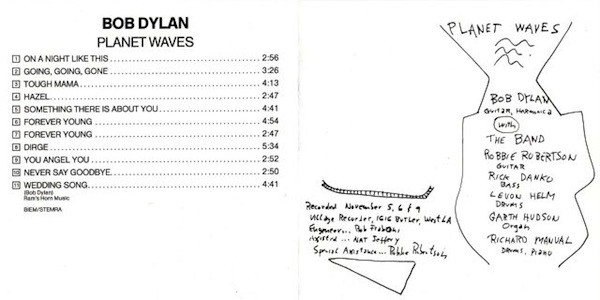 BOB DYLAN
PLANET WAVES
1 ON A NIGHT LIKE THIS 2:56
2 GOING, GOING, GONE 3:26
3 TOUGH MAMA 4:13
4 HAZEL 2:47
5 SOMETHING THERE IS ABOUT YOU 4:41
6 FOREVER YOUNG 4:54
7 FOREVER YOUNG 2:47
8 DIRGE 5:34
9 YOU ANGEL YOU 2:52
10 NEVER SAY GOODBYE 2:50
11 WEDDING SONG 4:41
(Bob Dylan)
Ram's Horn Music
BIEM/STEMRA
PLANET WAVES
BOB DYLAN
Guitar, Harmonica
with
THE BAND
ROBBIE ROBERTSON
GUITAR
RICK DANKO
BASS
LEVON HELM
DRUMS
GARTH HUDSON
Organ
RICHARD MANUAL
DRUMS, PIANO
Recorded November 5, 6 & 9
Village Recorder, 1616 Butler, West LA
Engineer... Rob Fraboni
Assisted... NAT Jeffery
Special Assistance... Robbie Robertson